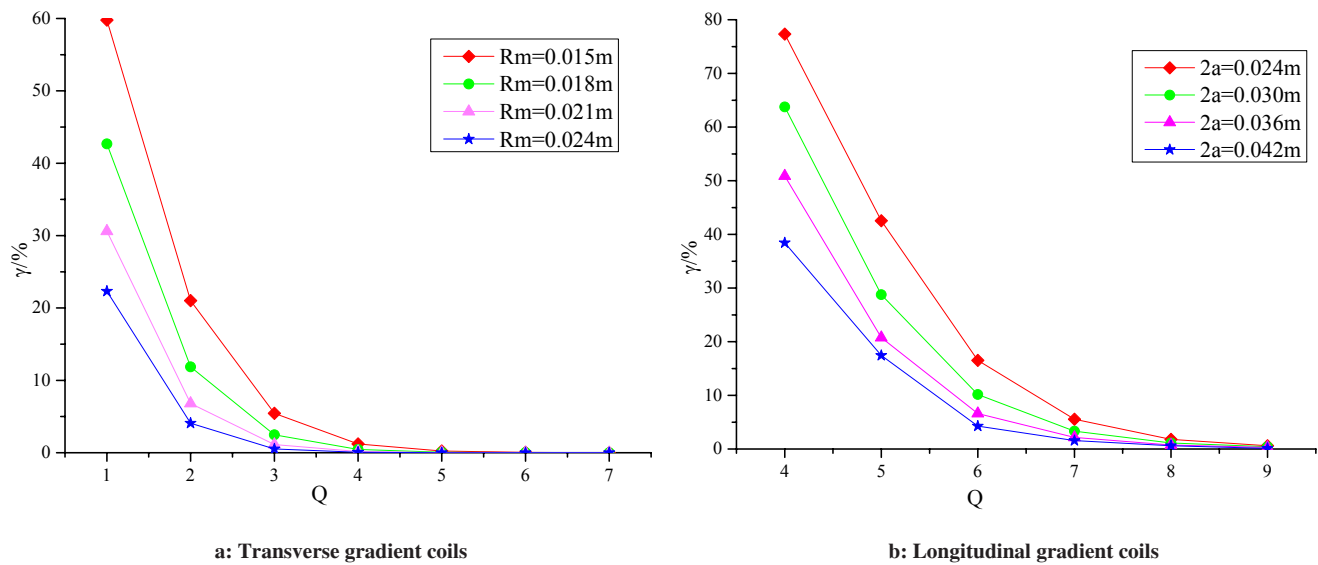 60
50
40
30
20
10
0
γ/%
1 2 3 4 5 6 7
Q
Rm=0.015m
Rm=0.018m
Rm=0.021m
Rm=0.024m
a: Transverse gradient coils
80
70
60
50
40
30
20
10
0
γ/%
4 5 6 7 8 9
Q
2a=0.024m
2a=0.030m
2a=0.036m
2a=0.042m
b: Longitudinal gradient coils